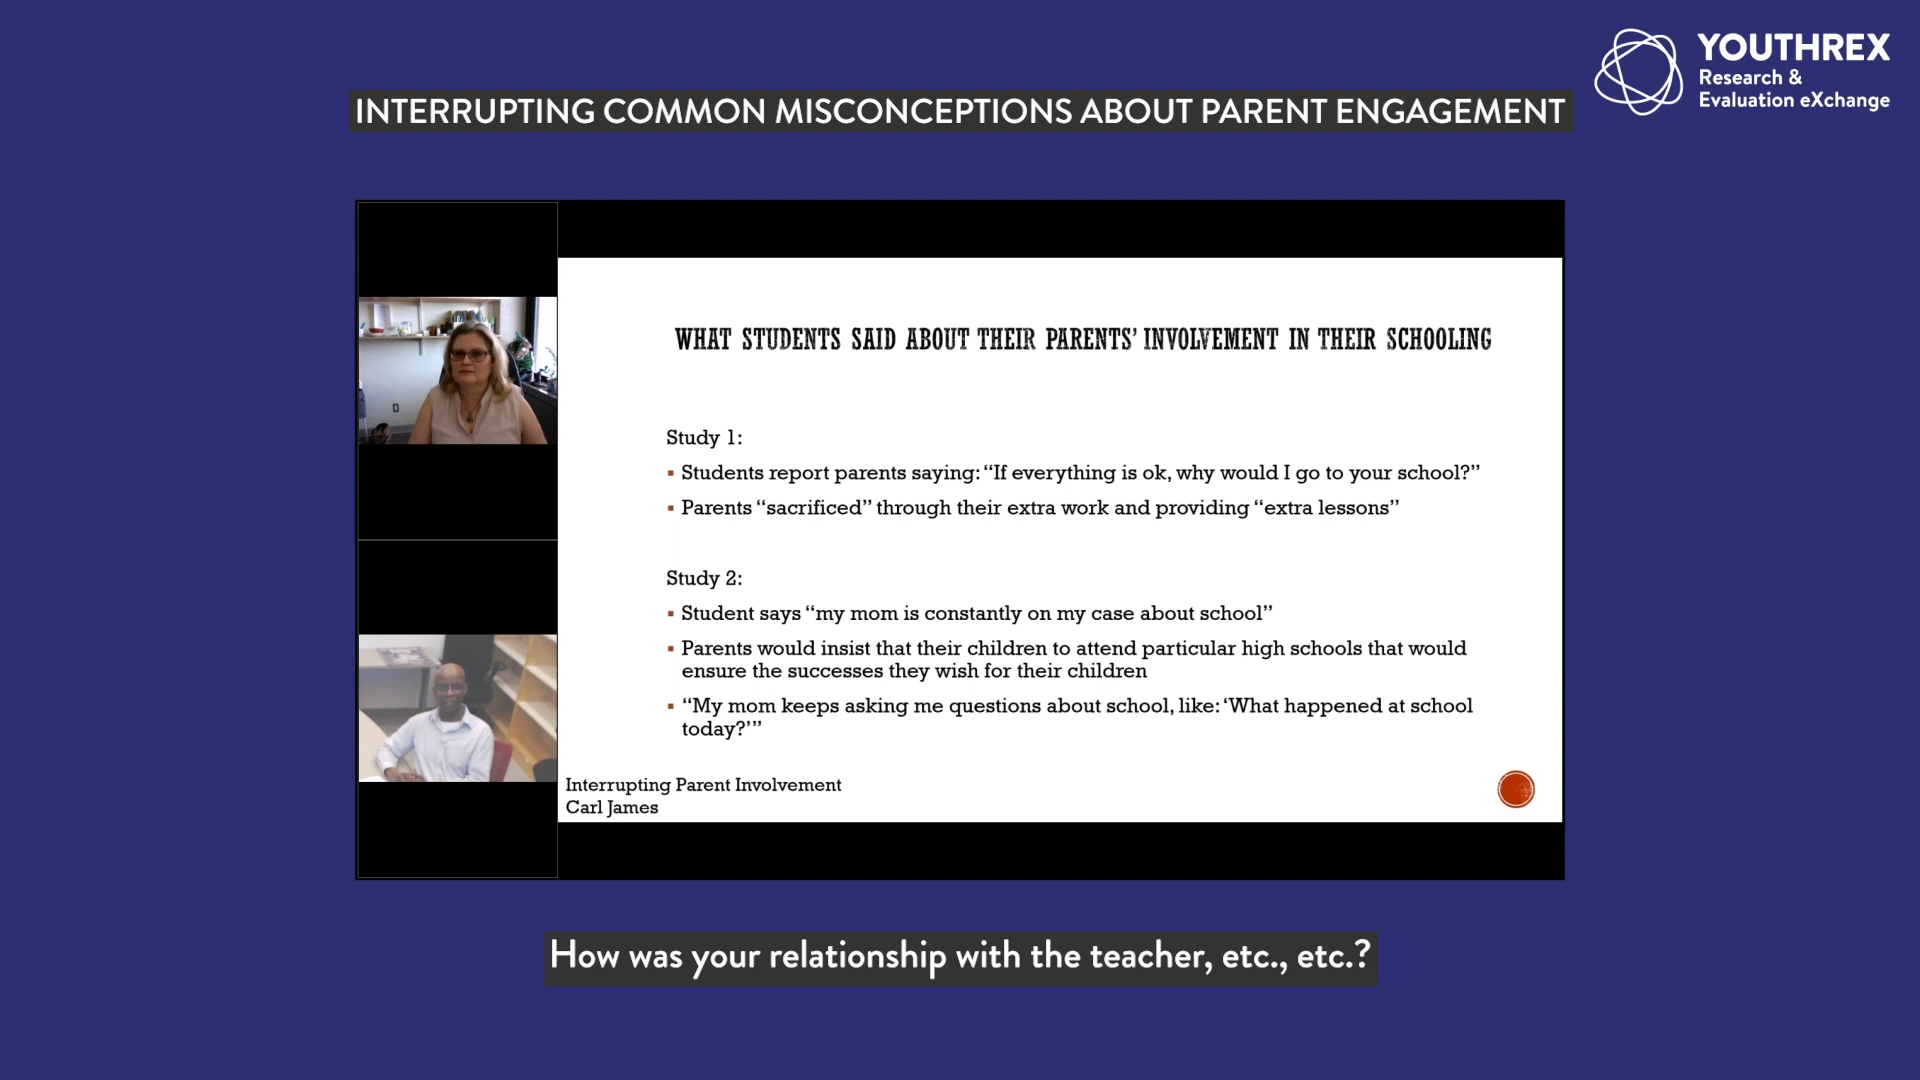 YOUTHREX
Research &
Evaluation eXchange
INTERRUPTING COMMON MISCONCEPTIONS ABOUT PARENT ENGAGEMENT
WHAT STUDENTS SAID ABOUT THEIR PARENTS’ INVOLVEMENT IN THEIR SCHOOLING
Study 1:
▪ Students report parents saying: “If everything is ok, why would I go to your school?”
▪ Parents “sacrificed” through their extra work and providing “extra lessons”
Study 2:
▪ Student says “my mom is constantly on my case about school”
▪ Parents would insist that their children to attend particular high schools that would
ensure the successes they wish for their children
▪ “My mom keeps asking me questions about school, like: ‘What happened at school
today?’”
Interrupting Parent Involvement
Carl James
How was your relationship with the teacher, etc., etc.?